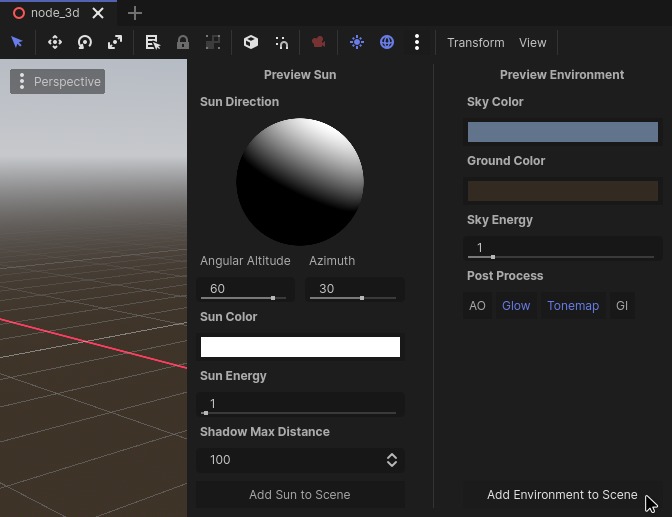 node_3d
Transform View
Perspective
Preview Sun
Sun Direction
Angular Altitude Azimuth
60 30
Sun Color
Sun Energy
1
Shadow Max Distance
100
Add Sun to Scene
Preview Environment
Sky Color
Ground Color
Sky Energy
1
Post Process
AO Glow Tonemap GI
Add Environment to Scene